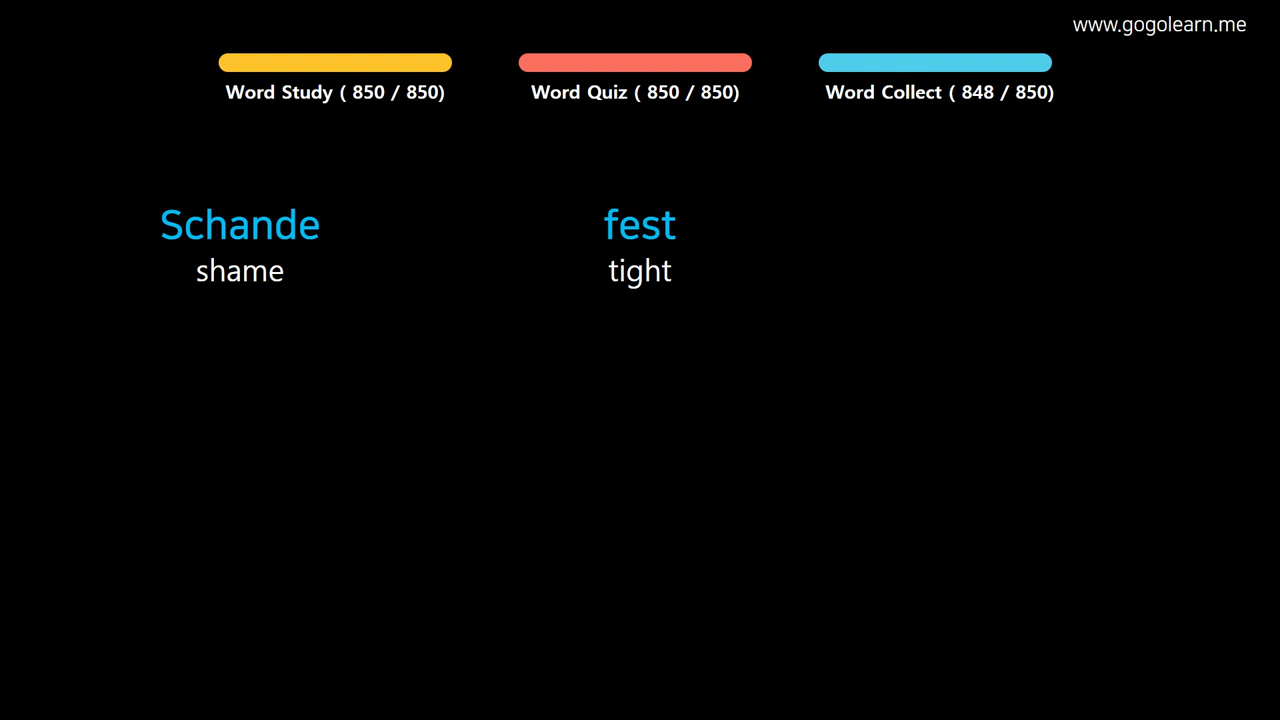 www.gogolearn.me
Word Study ( 850 / 850)
Word Quiz ( 850 / 850)
Word Collect ( 848 / 850)
Schande
shame
fest
tight